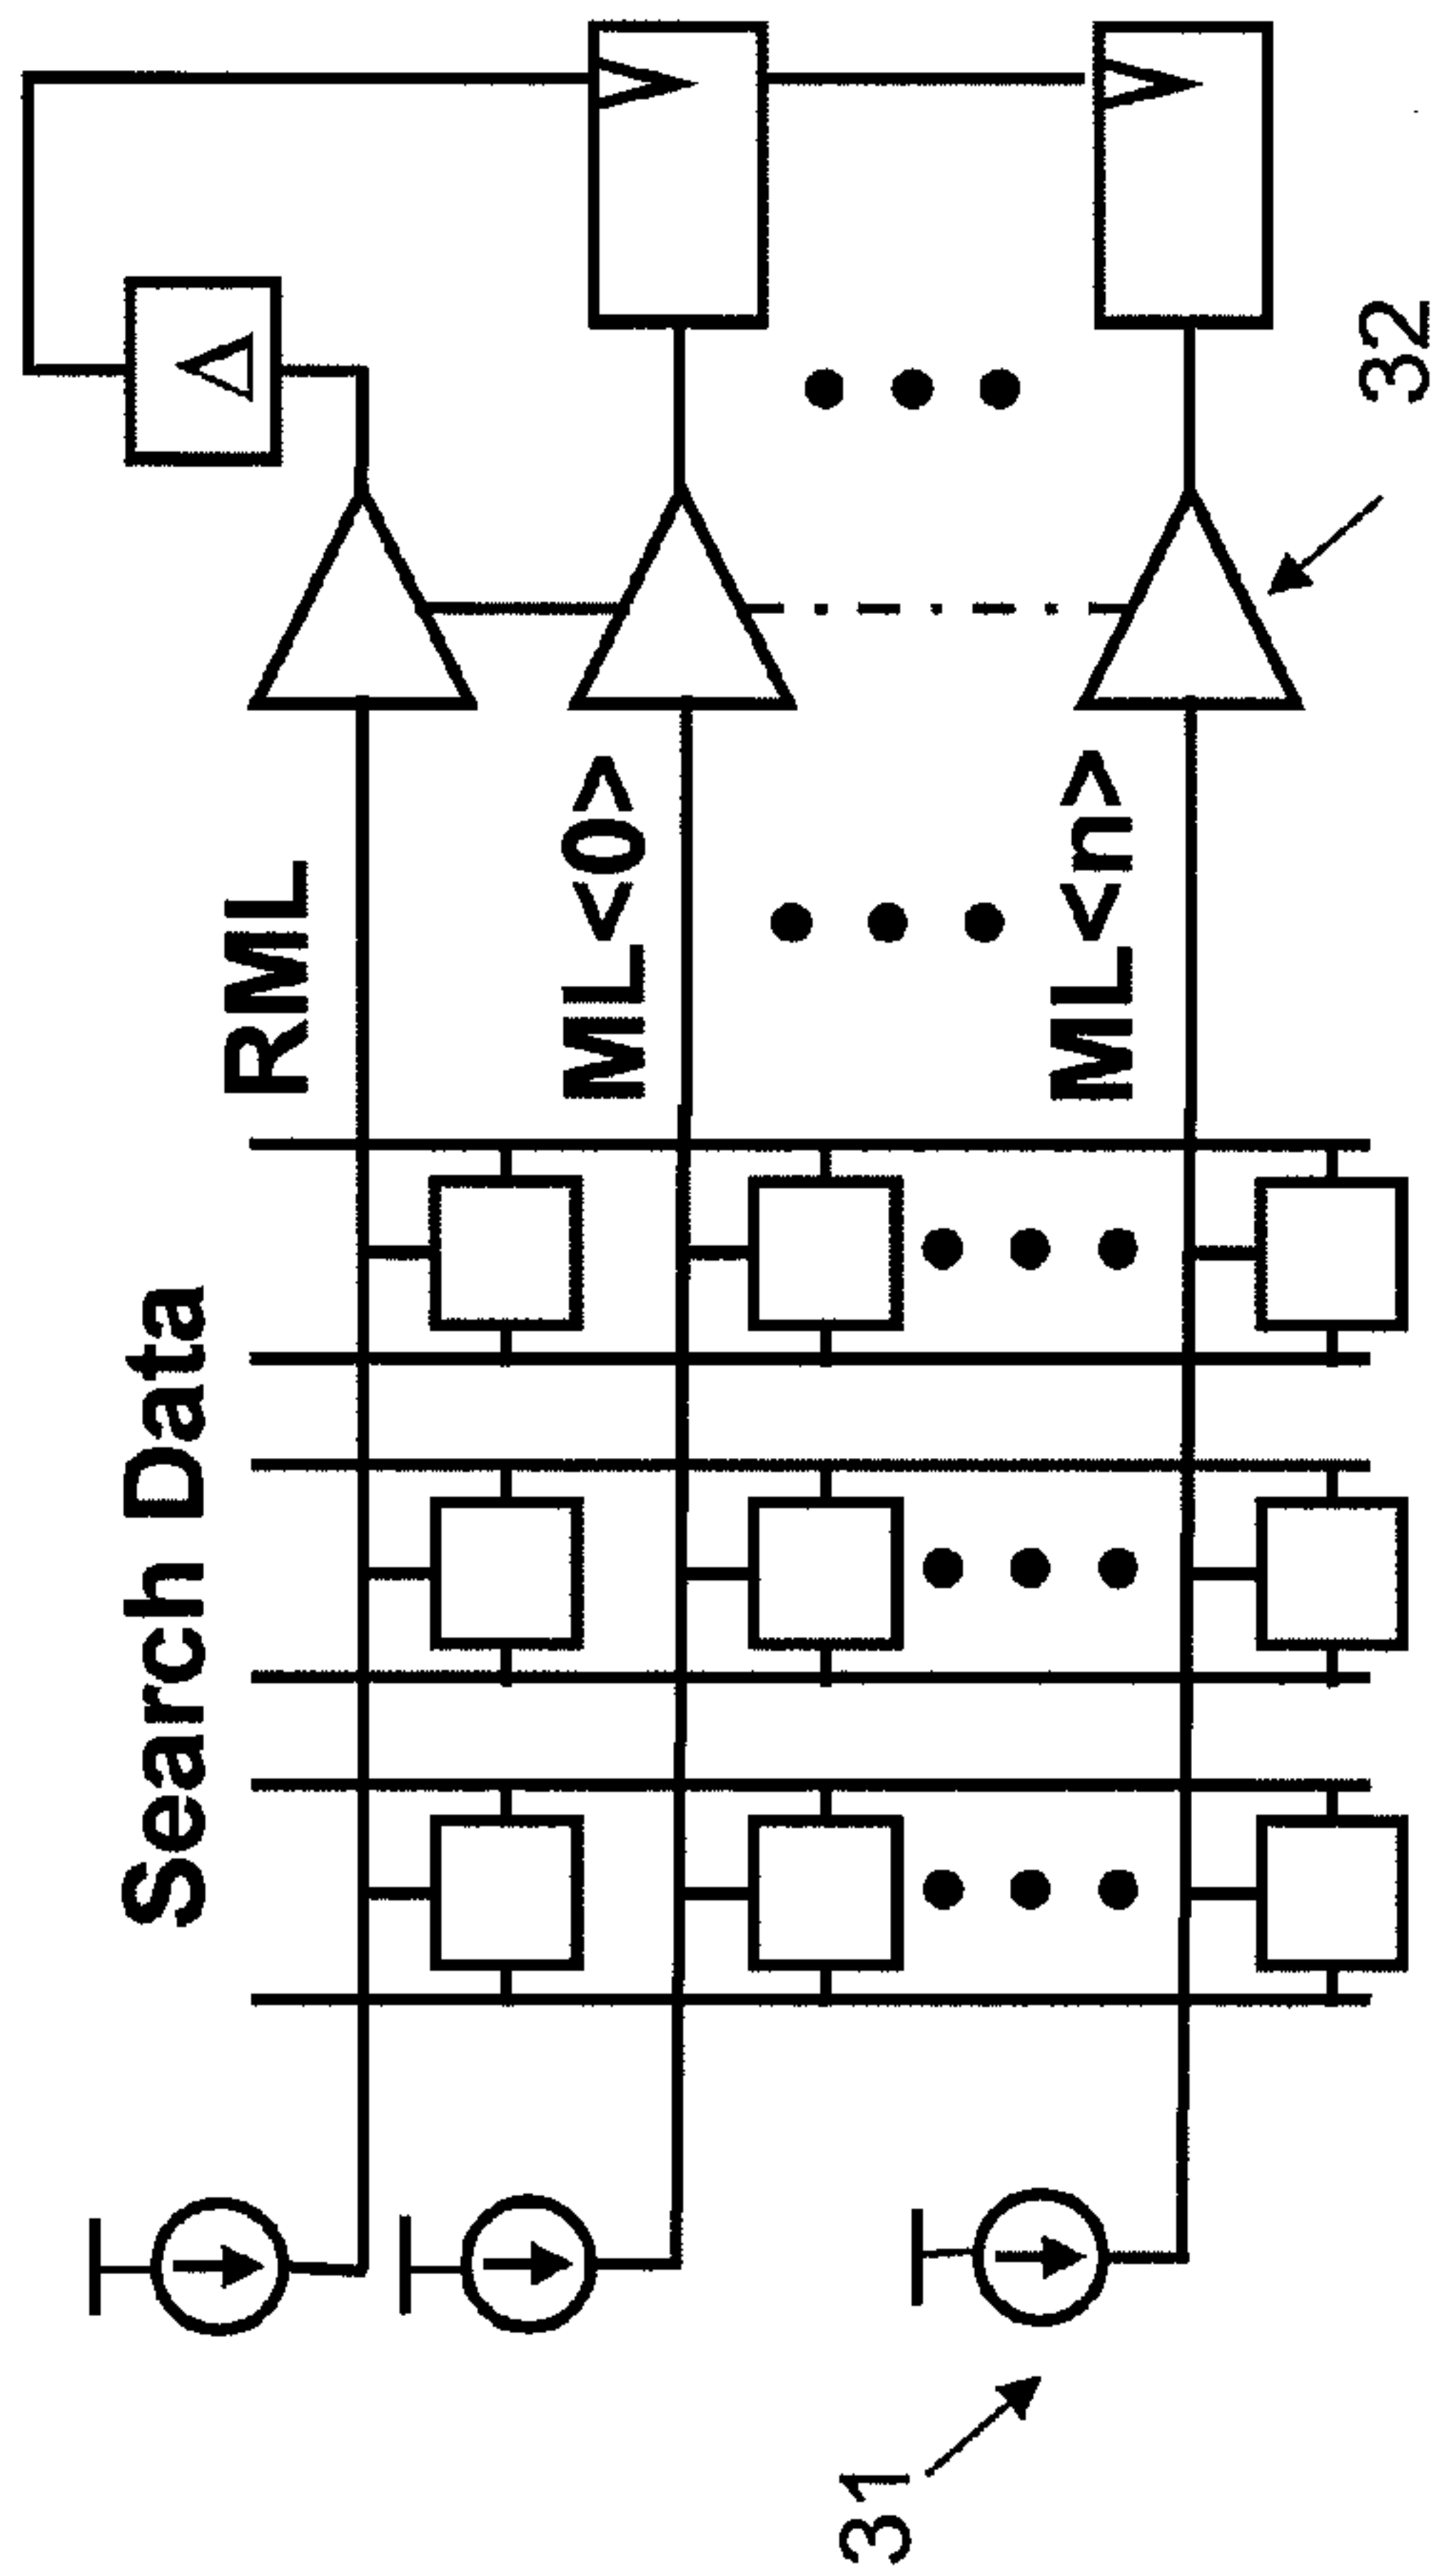 Search Data
RML
ML<0>
ML<n>
Δ
31
32